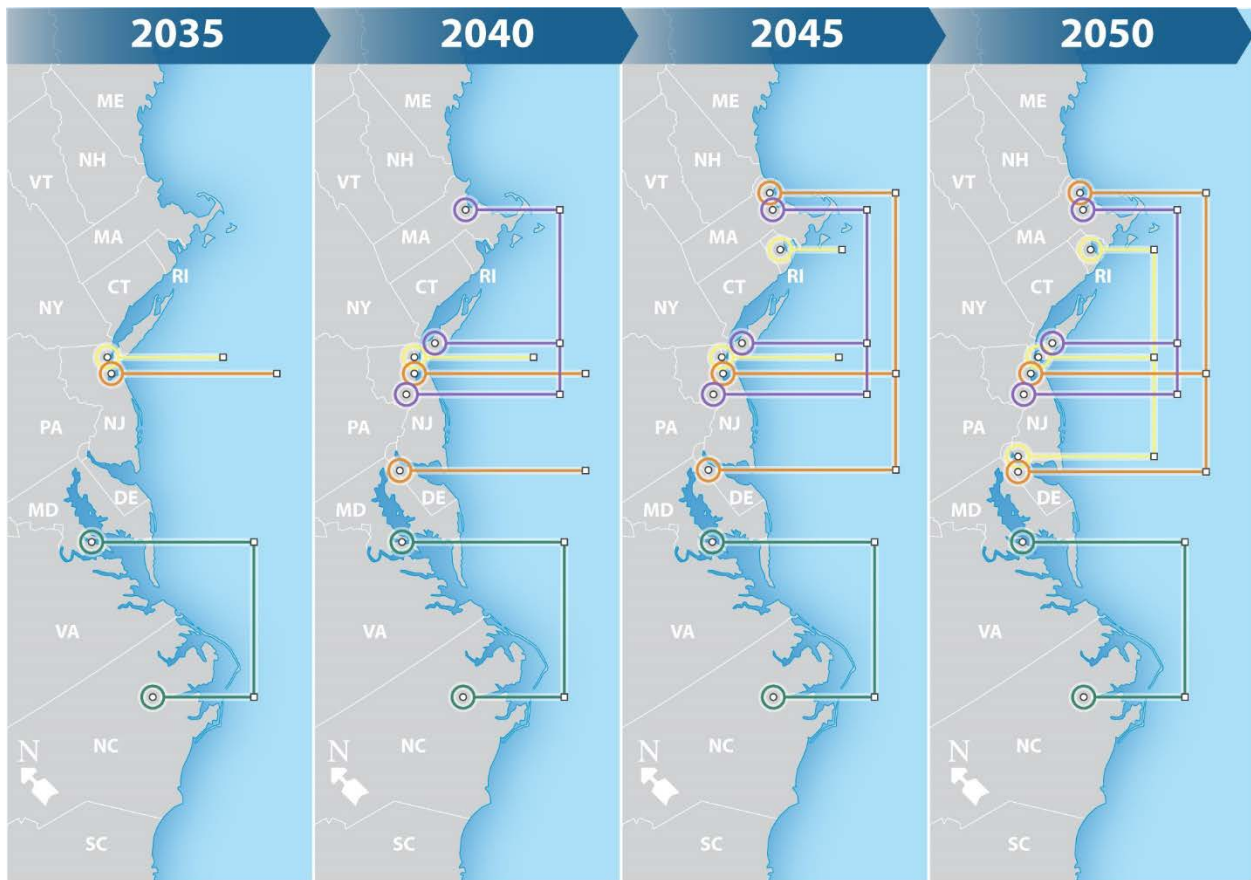 2035
ME
NH
VT
MA
RI
CT
NY
NJ
PA
DE
MD
VA
NC
N
SC
2040
ME
NH
VT
MA
RI
CT
NY
NJ
PA
DE
MD
VA
NC
N
SC
2045
ME
NH
VT
MA
RI
CT
NY
NJ
PA
DE
MD
VA
NC
N
SC
2050
ME
NH
VT
MA
RI
CT
NY
NJ
PA
DE
MD
VA
NC
N
SC